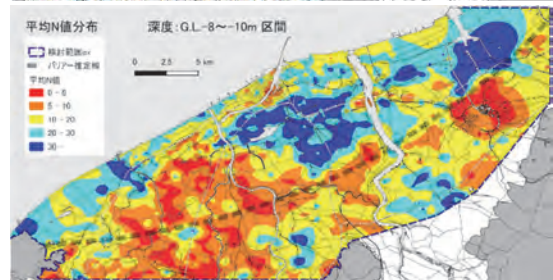 平均N値分布
深度:G.L.-8~-10m 区間
検討範囲
バリアー推定線
0 2.5 5 km
平均N値
0 - 5
5 - 10
10 - 20
20 - 30
30 -